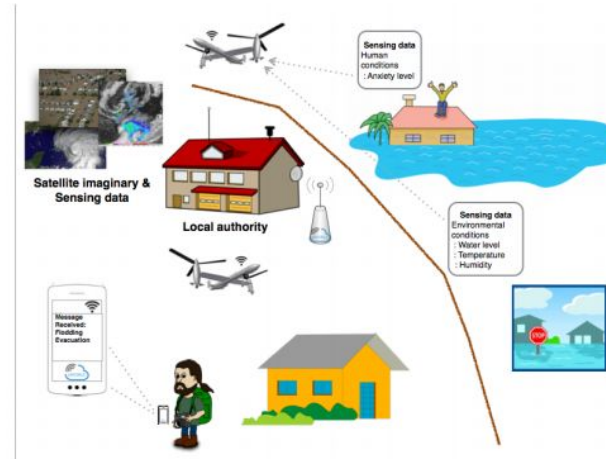 Sensing data
Human
conditions
: Anxiety level
Satellite imaginary &
Sensing data
Local authority
Sensing data
Environmental
conditions
: Water level
: Temperature
: Humidity
Message
Received:
Flodding
Evacuation
STOP